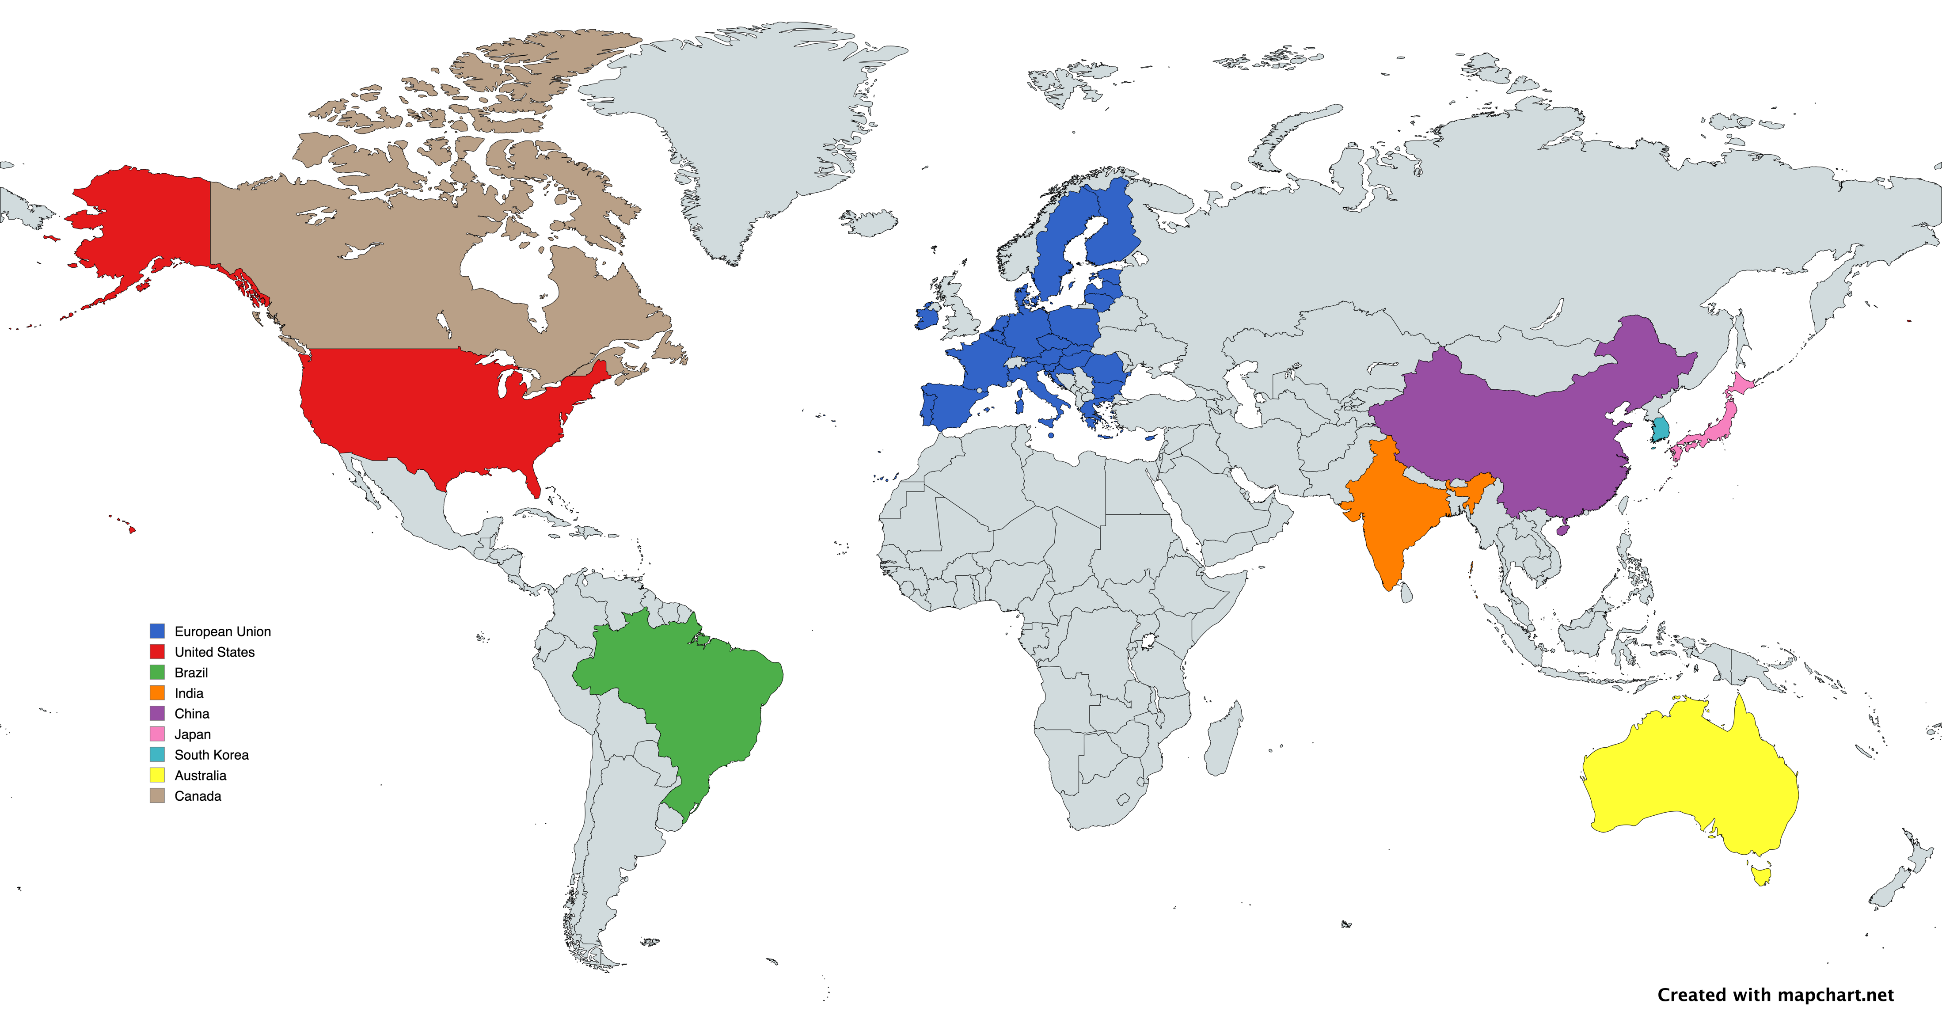 European Union
United States
Brazil
India
China
Japan
South Korea
Australia
Canada
Created with mapchart.net